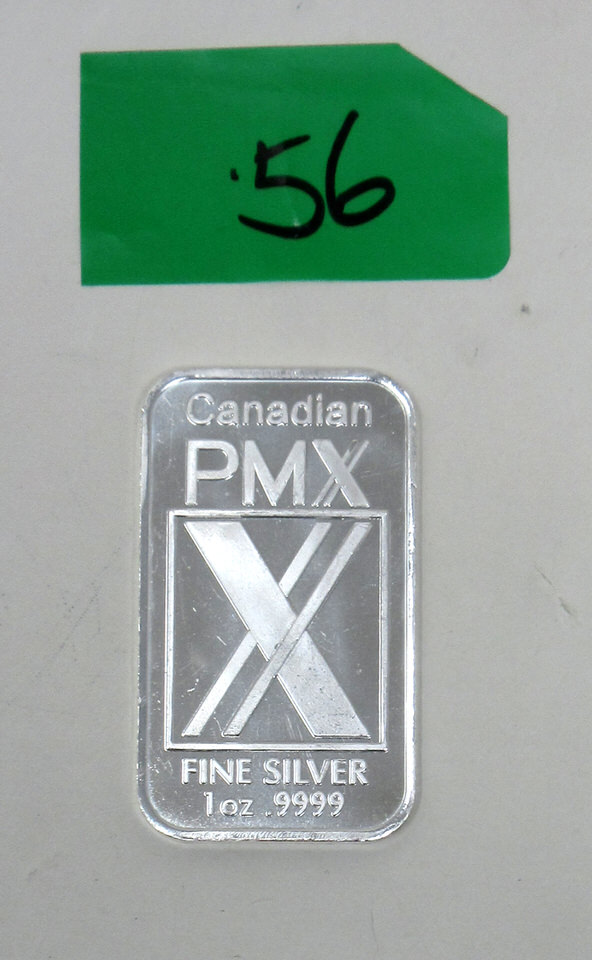 56
Canadian
PMX
X
FINE SILVER
1oz .9999